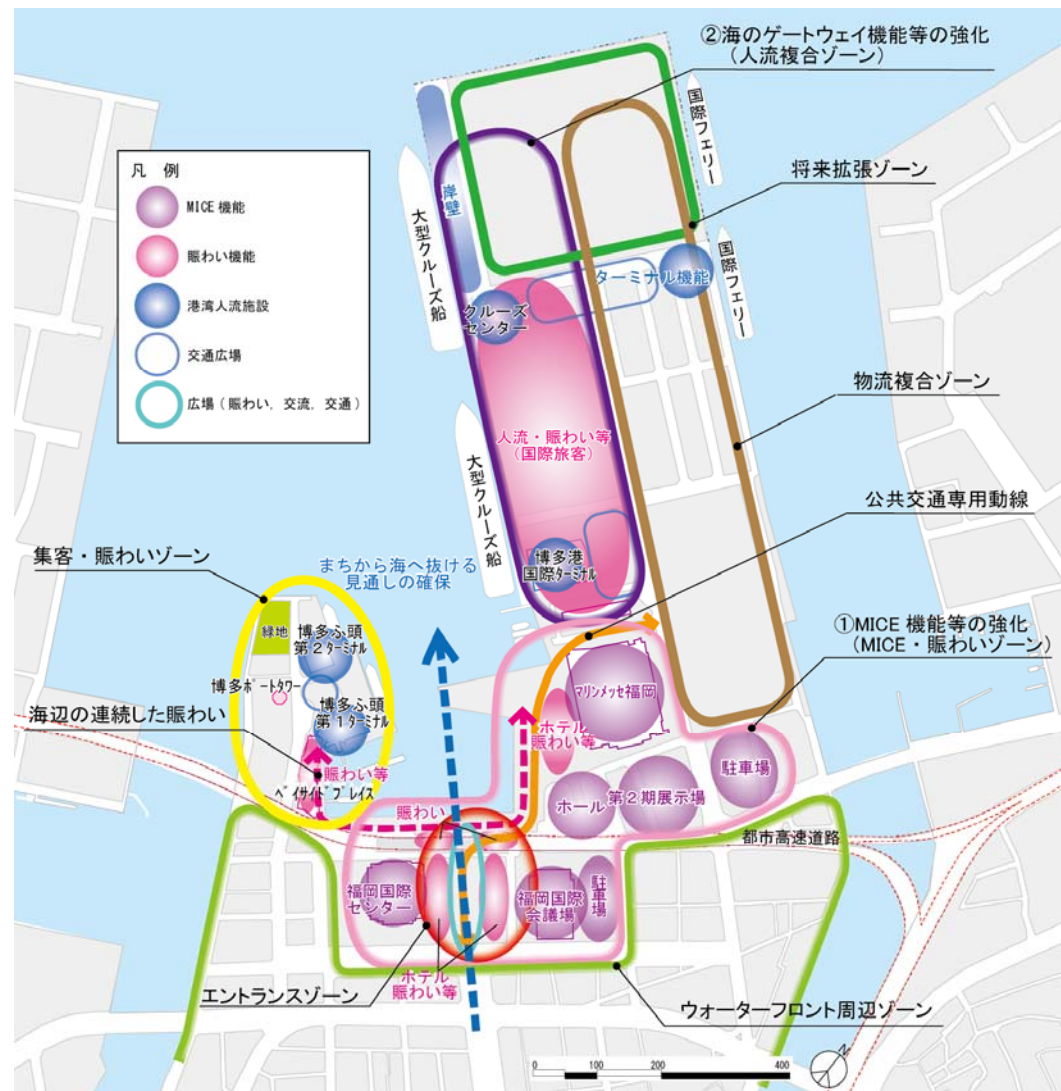 ②海のゲートウェイ機能等の強化
(人流複合ゾーン)
凡 例
MICE 機能
賑わい機能
港湾人流施設
交通広場
広場(賑わい, 交流, 交通)
国際フェリー
将来拡張ゾーン
岸壁
大型クルーズ船
国際フェリー
ターミナル機能
クルーズ
センター
物流複合ゾーン
人流・賑わい等
(国際旅客)
大型クルーズ船
公共交通専用動線
集客・賑わいゾーン
まちから海へ抜ける
見通しの確保
博多港
国際ターミナル
①MICE 機能等の強化
(MICE・賑わいゾーン)
緑地
博多ふ頭
第2ターミナル
博多ポートタワー
マリンメッセ福岡
海辺の連続した賑わい
博多ふ頭
第1ターミナル
ホテル
賑わい等
駐車場
賑わい等
ベイサイドプレイス
ホール
第2期展示場
賑わい
都市高速道路
福岡国際
センター
福岡国際
会議場
駐車場
ホテル
賑わい等
エントランスゾーン
ウォーターフロント周辺ゾーン
0 100 200 400
N